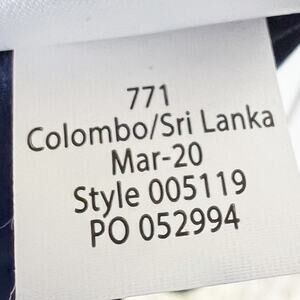 771
Colombo/Sri Lanka
Mar-20
Style 005119
PO 052994